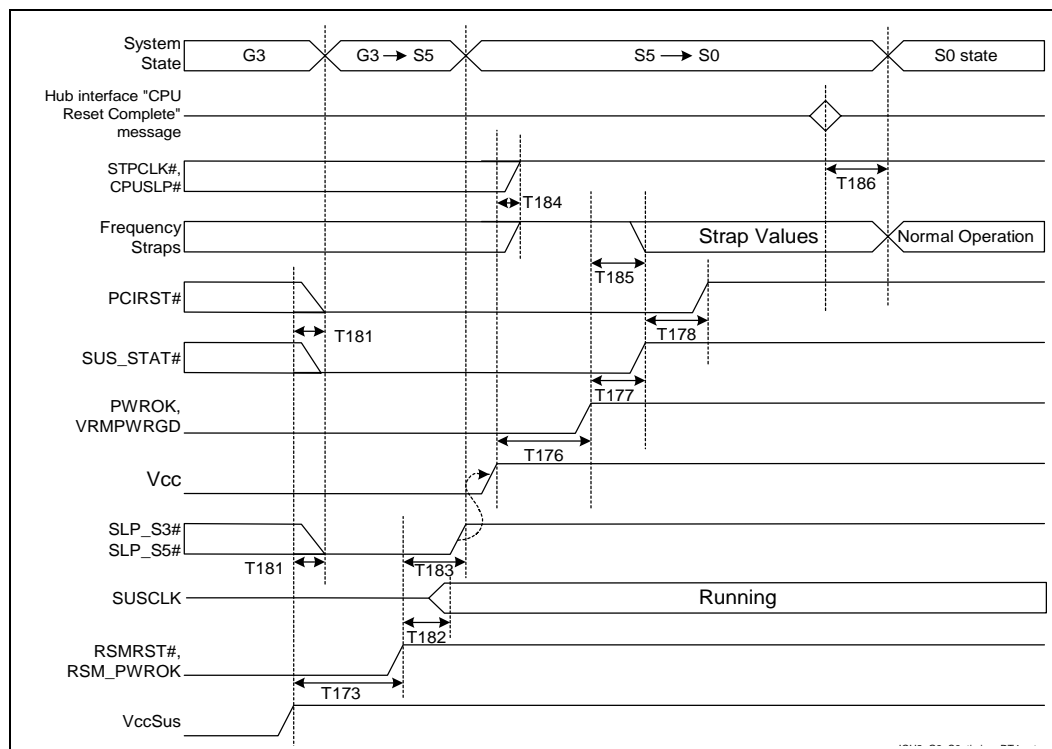 System
State
G3
G3 → S5
S5 → S0
S0 state
Hub interface "CPU
Reset Complete"
message
T186
STPCLK#,
CPUSLP#
T184
Frequency
Straps
Strap Values
Normal Operation
T185
PCIRST#
T181
T178
SUS_STAT#
T177
PWROK,
VRMPWRGD
T176
Vcc
SLP_S3#
SLP_S5#
T181
T183
SUSCLK
Running
T182
RSMRST#,
RSM_PWROK
T173
VccSus